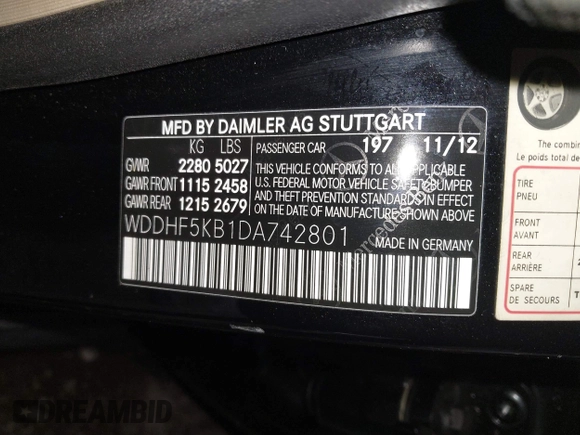 MFD BY DAIMLER AG STUTTGART
KG LBS PASSENGER CAR 197 11/12
GVWR 2280 5027
GAWR FRONT 1115 2458
GAWR REAR 1215 2679
THIS VEHICLE CONFORMS TO ALL APPLICABLE
U.S. FEDERAL MOTOR VEHICLE SAFETY,BUMPER
AND THEFT PREVENTION STANDARDS IN EFFECT
ON THE DATE OF MANUFACTURE SHOWN ABOVE.
WDDHF5KB1DA742801
MADE IN GERMANY
The combin
Le poids total de
TIRE
PNEU
FRONT
AVANT
REAR
ARRIÈRE
SPARE
DE SECOURS
DREAMBID